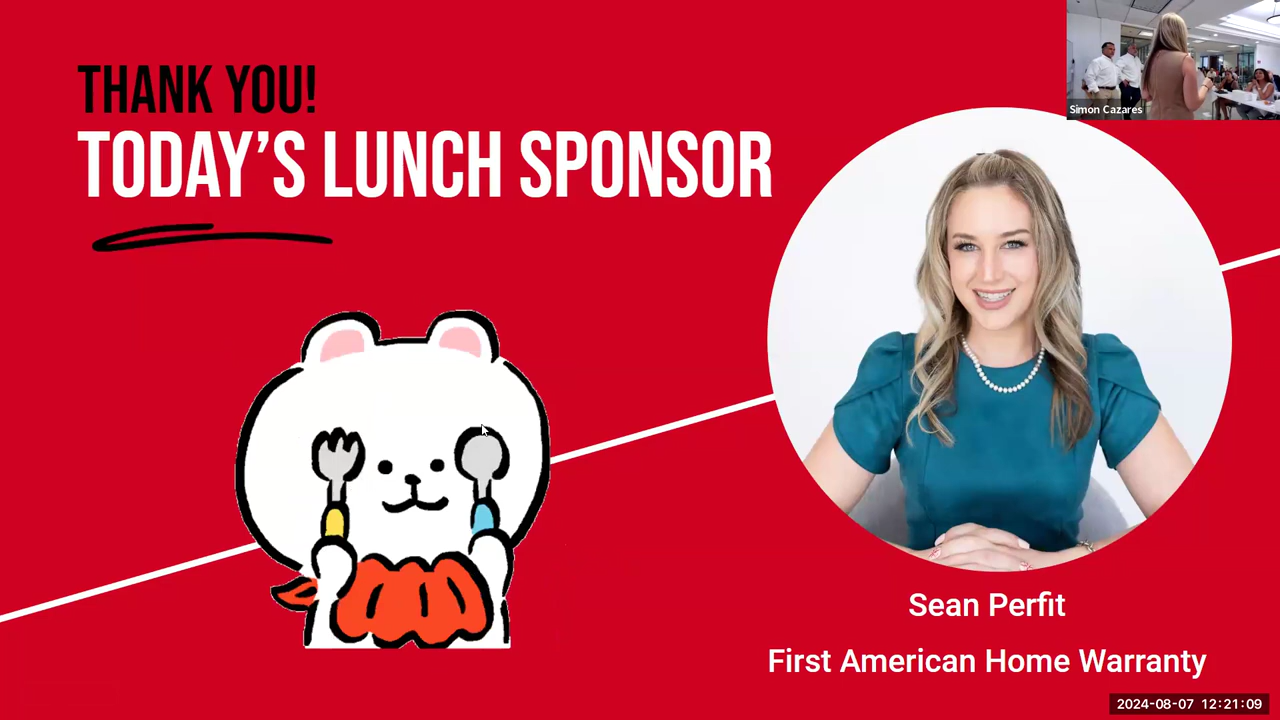 THANK YOU!
TODAY’S LUNCH SPONSOR
Simon Cazares
Sean Perfit
First American Home Warranty
2024-08-07 12:21:09